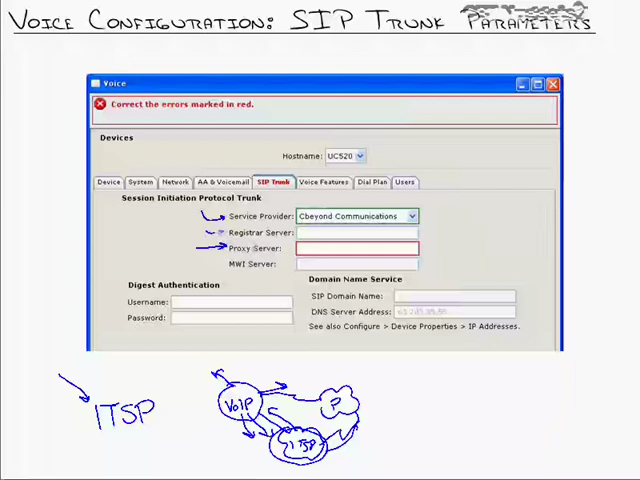 VOICE CONFIGURATION: SIP TRUNK PARAMETERS
Voice
Correct the errors marked in red.
Devices
Hostname: UC520
Device System Network AA & Voicemail SIP Trunk Voice Features Dial Plan Users
Session Initiation Protocol Trunk
Service Provider: Cbeyond Communications
Registrar Server:
Proxy Server:
MWI Server:
Digest Authentication
Username:
Password:
Domain Name Service
SIP Domain Name:
DNS Server Address:
See also Configure > Device Properties > IP Addresses.
ITSP
VoIP
P
ITSP